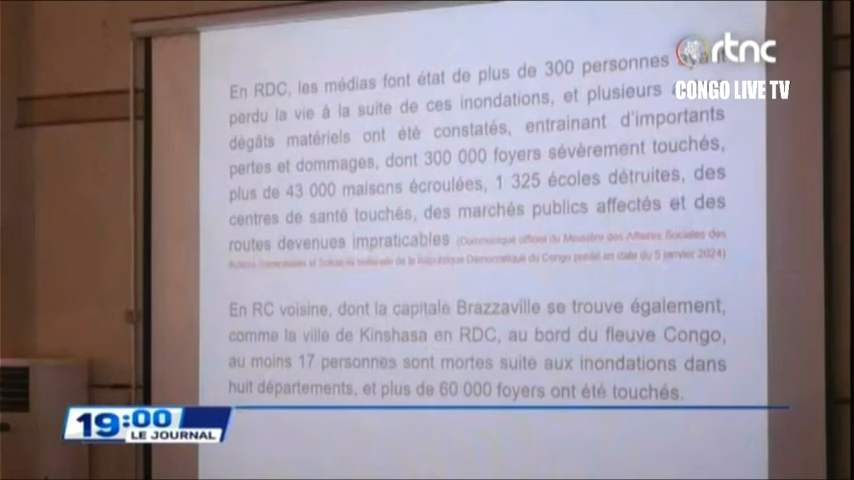 rtnc
CONGO LIVE TV
En RDC, les médias font état de plus de 300 personnes ayant
perdu la vie à la suite de ces inondations, et plusieurs
dégâts matériels ont été constatés, entrainant d'importants
pertes et dommages, dont 300 000 foyers sévèrement touchés,
plus de 43 000 maisons écroulées, 1 325 écoles détruites, des
centres de santé touchés, des marchés publics affectés et des
routes devenues impraticables (Communiqué officiel du Ministère des Affaires Sociales des
Actions Humanitaires et Solidarité nationale de la République Démocratique du Congo publié en date du 5 janvier 2024)
En RC voisine, dont la capitale Brazzaville se trouve également,
comme la ville de Kinshasa en RDC, au bord du fleuve Congo,
au moins 17 personnes sont mortes suite aux inondations dans
huit départements, et plus de 60 000 foyers ont été touchés.
19:00
LE JOURNAL